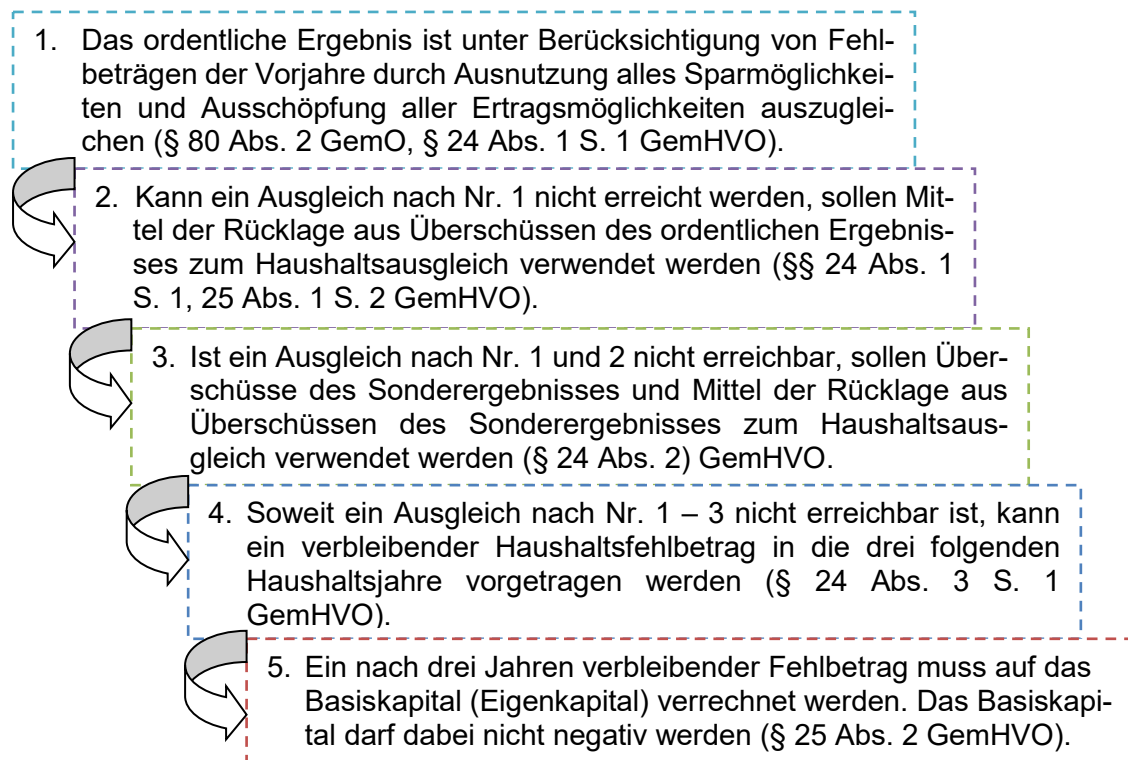 1. Das ordentliche Ergebnis ist unter Berücksichtigung von Fehl-
beträgen der Vorjahre durch Ausnutzung alles Sparmöglichkei-
ten und Ausschöpfung aller Ertragsmöglichkeiten auszuglei-
chen (§ 80 Abs. 2 GemO, § 24 Abs. 1 S. 1 GemHVO).
2. Kann ein Ausgleich nach Nr. 1 nicht erreicht werden, sollen Mit-
tel der Rücklage aus Überschüssen des ordentlichen Ergebnis-
ses zum Haushaltsausgleich verwendet werden (§§ 24 Abs. 1
S. 1, 25 Abs. 1 S. 2 GemHVO).
3. Ist ein Ausgleich nach Nr. 1 und 2 nicht erreichbar, sollen Über-
schüsse des Sonderergebnisses und Mittel der Rücklage aus
Überschüssen des Sonderergebnisses zum Haushaltsaus-
gleich verwendet werden (§ 24 Abs. 2) GemHVO.
4. Soweit ein Ausgleich nach Nr. 1 – 3 nicht erreichbar ist, kann
ein verbleibender Haushaltsfehlbetrag in die drei folgenden
Haushaltsjahre vorgetragen werden (§ 24 Abs. 3 S. 1
GemHVO).
5. Ein nach drei Jahren verbleibender Fehlbetrag muss auf das
Basiskapital (Eigenkapital) verrechnet werden. Das Basiskapi-
tal darf dabei nicht negativ werden (§ 25 Abs. 2 GemHVO).